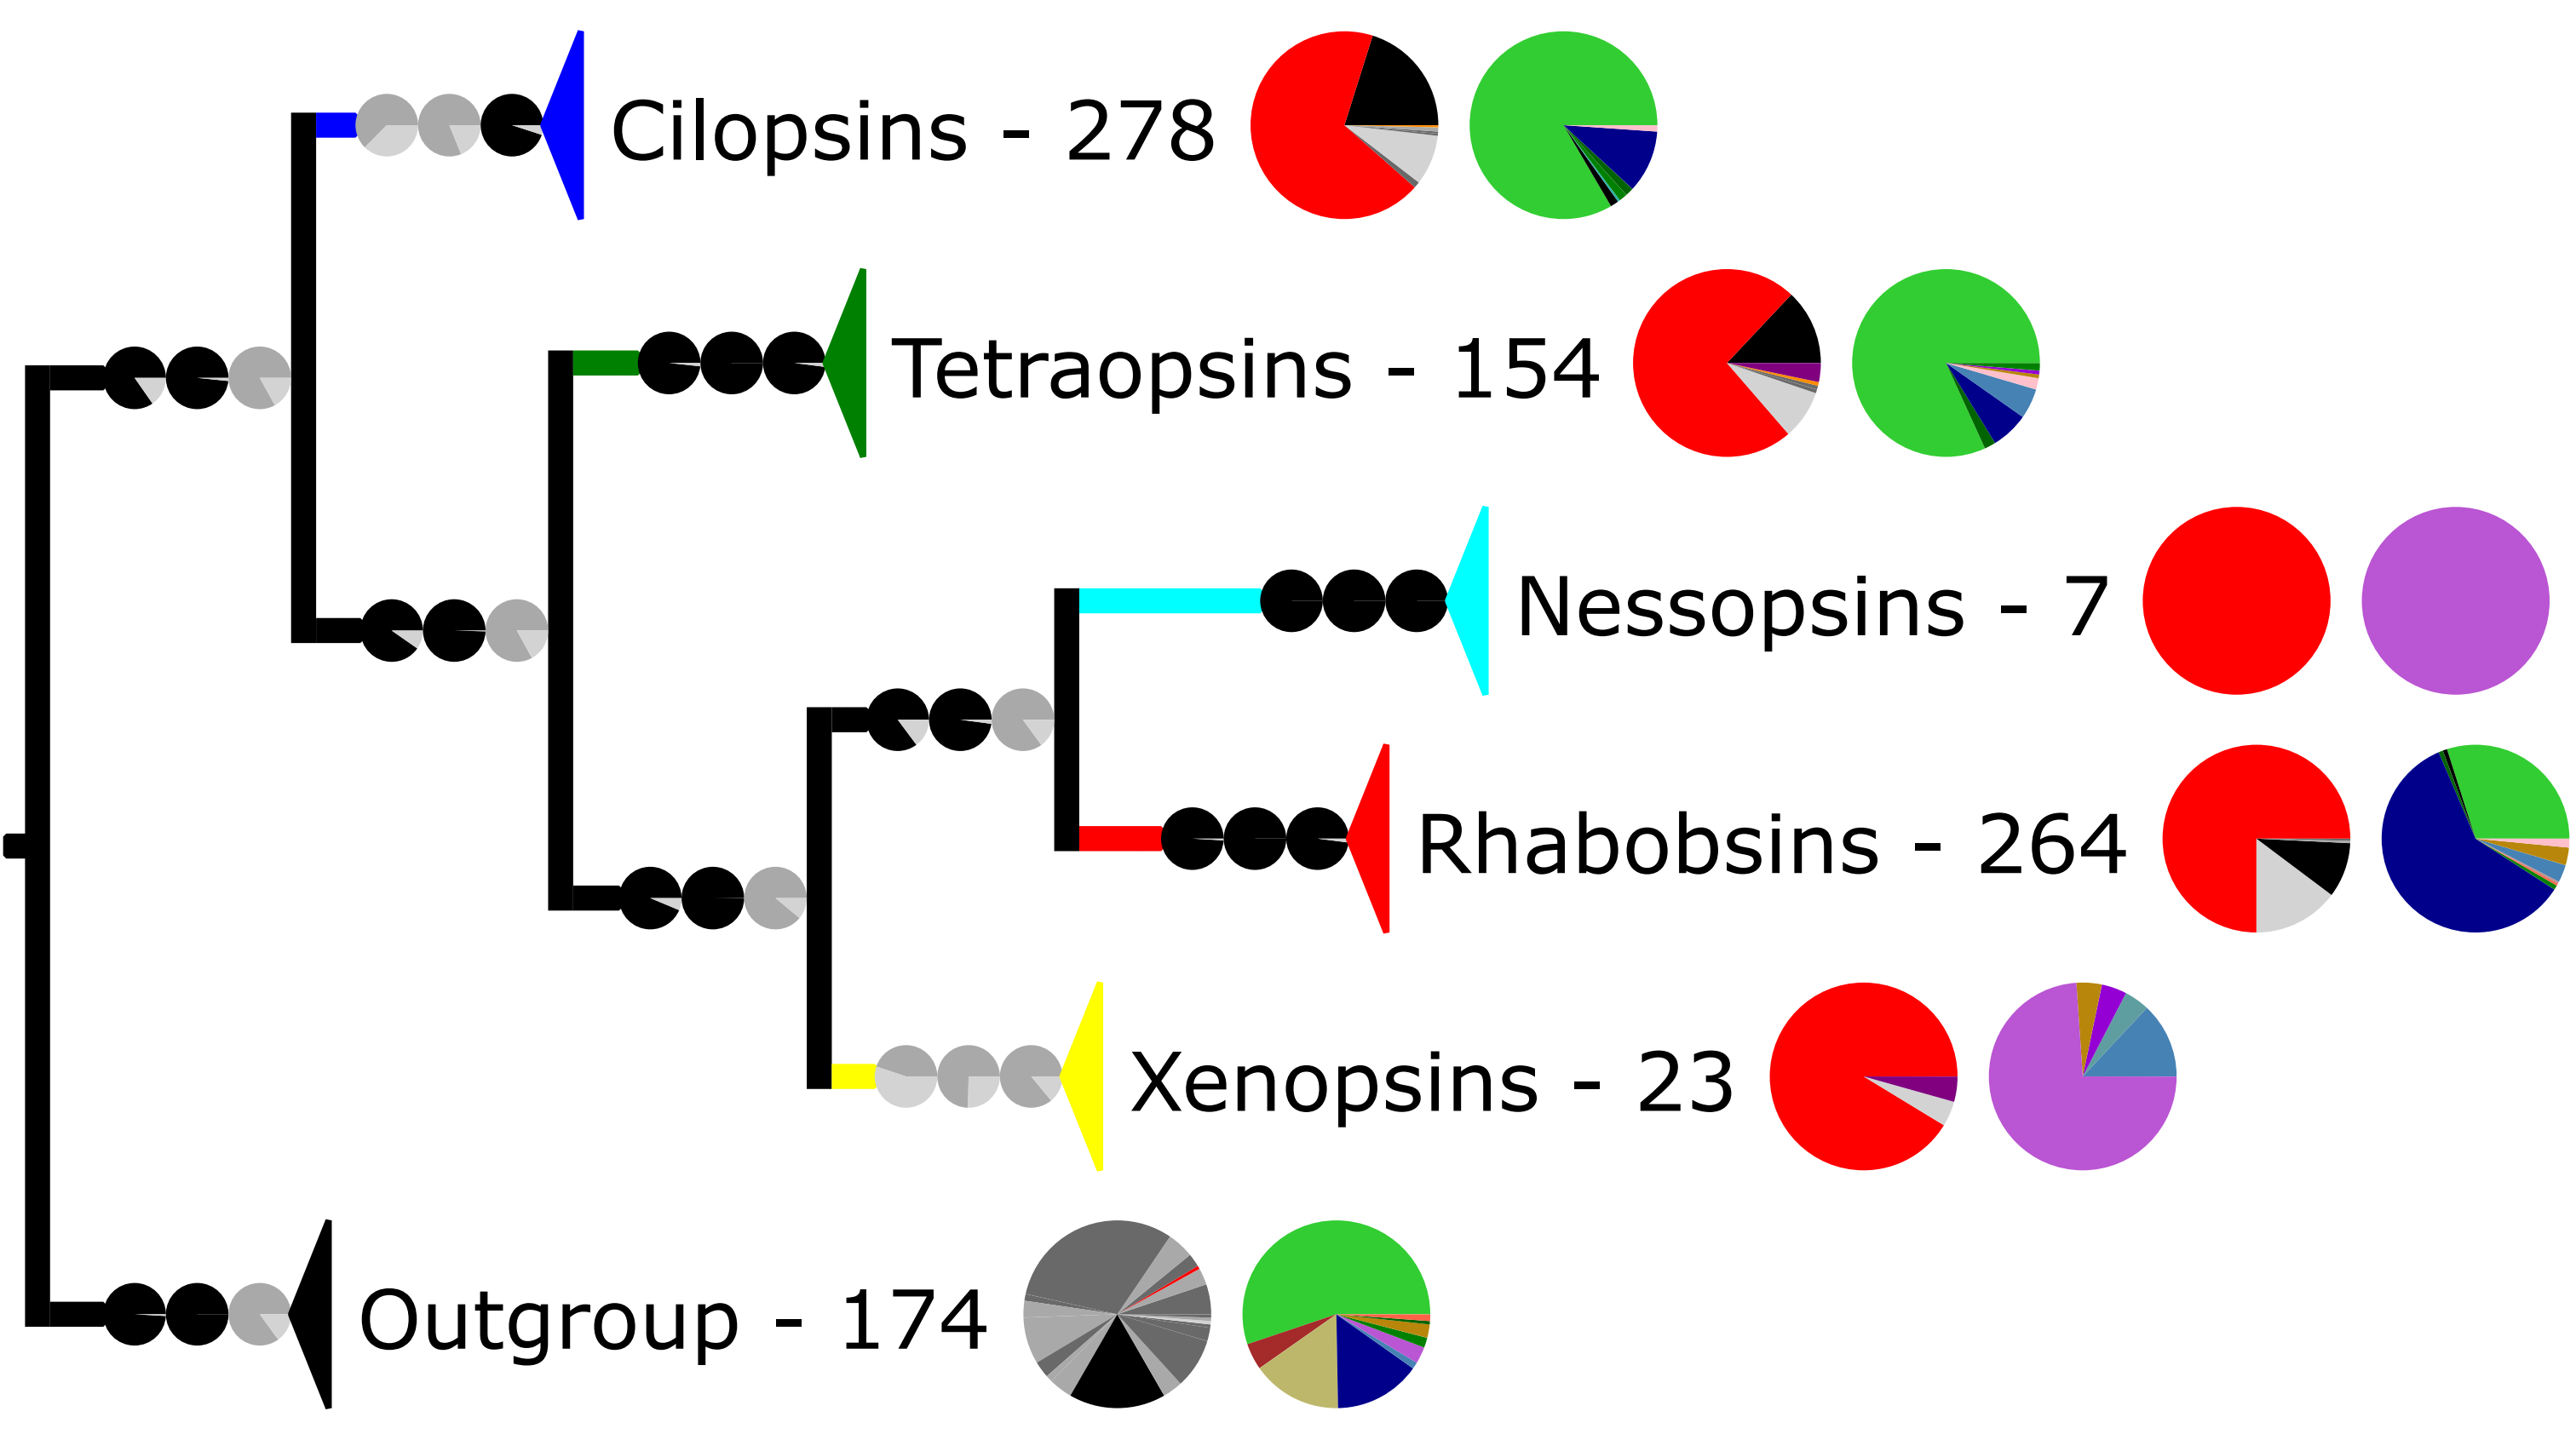 Cilopsins - 278
Tetraopsins - 154
Nessopsins - 7
Rhabobsins - 264
Xenopsins - 23
Outgroup - 174